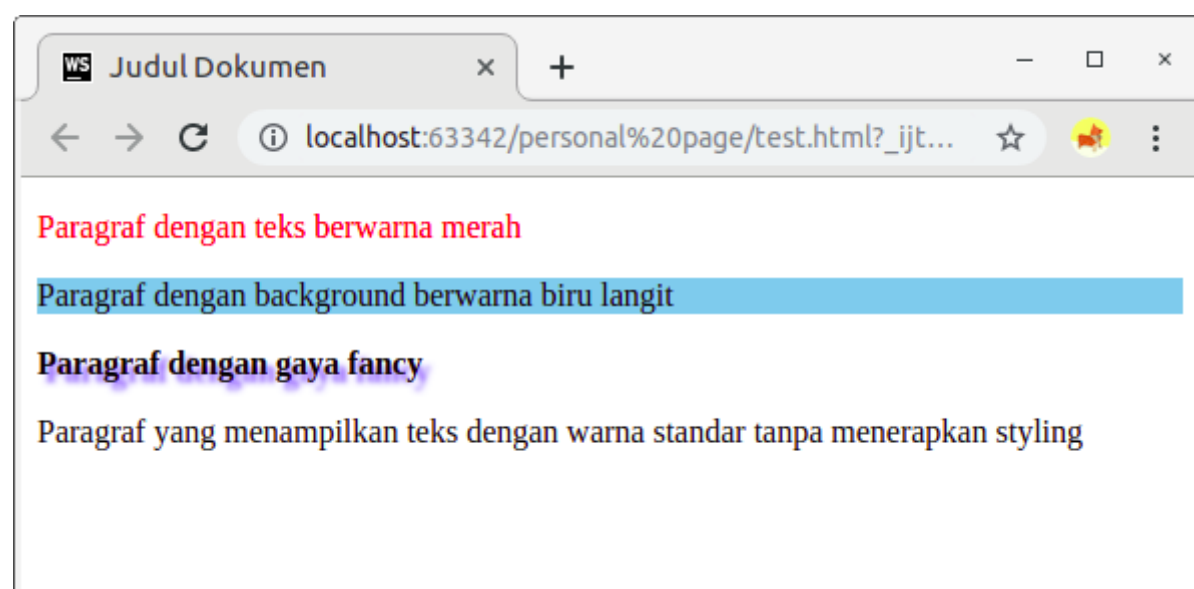 WS Judul Dokumen
localhost:63342/personal%20page/test.html?_ijt...
Paragraf dengan teks berwarna merah
Paragraf dengan background berwarna biru langit
Paragraf dengan gaya fancy
Paragraf yang menampilkan teks dengan warna standar tanpa menerapkan styling